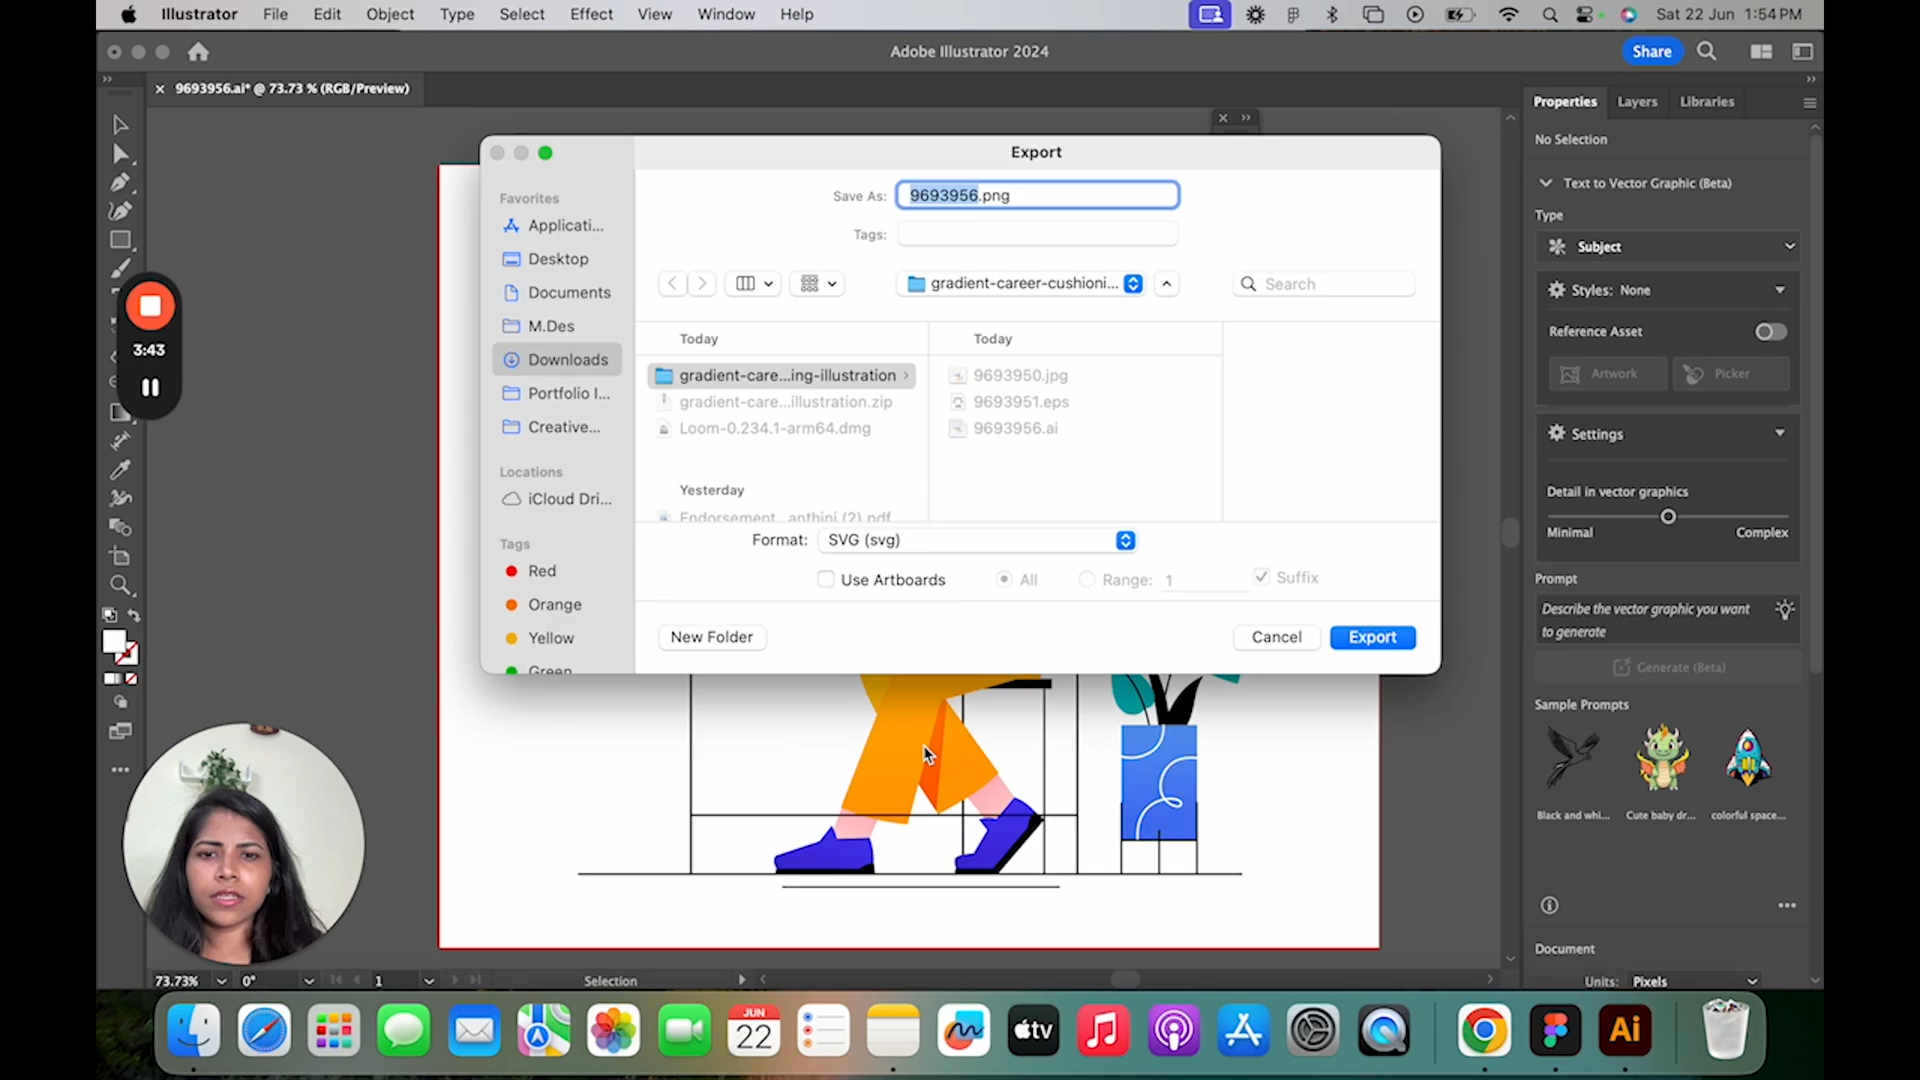 Illustrator File Edit Object Type Select Effect View Window Help
Sat 22 Jun 1:54 PM
Adobe Illustrator 2024
Share
9693956.ai* @ 73.73 % (RGB/Preview)
Properties Layers Libraries
No Selection
Text to Vector Graphic (Beta)
Type
Subject
Styles: None
Reference Asset
Artwork Picker
Settings
Detail in vector graphics
Minimal Complex
Prompt
Describe the vector graphic you want
to generate
Generate (Beta)
Sample Prompts
Black and whi... Cute baby dr... colorful space...
Document
Units: Pixels
3:43
Export
Save As: 9693956.png
Tags:
gradient-career-cushioni...
Search
Favorites
Applicati...
Desktop
Documents
M.Des
Downloads
Portfolio I...
Creative...
Locations
iCloud Dri...
Tags
Red
Orange
Yellow
Green
Today
gradient-care...ing-illustration
gradient-care...illustration.zip
Loom-0.234.1-arm64.dmg
Yesterday
Endorsement...anthini (2).pdf
Today
9693950.jpg
9693951.eps
9693956.ai
Format: SVG (svg)
Use Artboards All Range: 1 Suffix
New Folder Cancel Export
73.73% 0° 1 Selection
JUN
22
tv
Ai